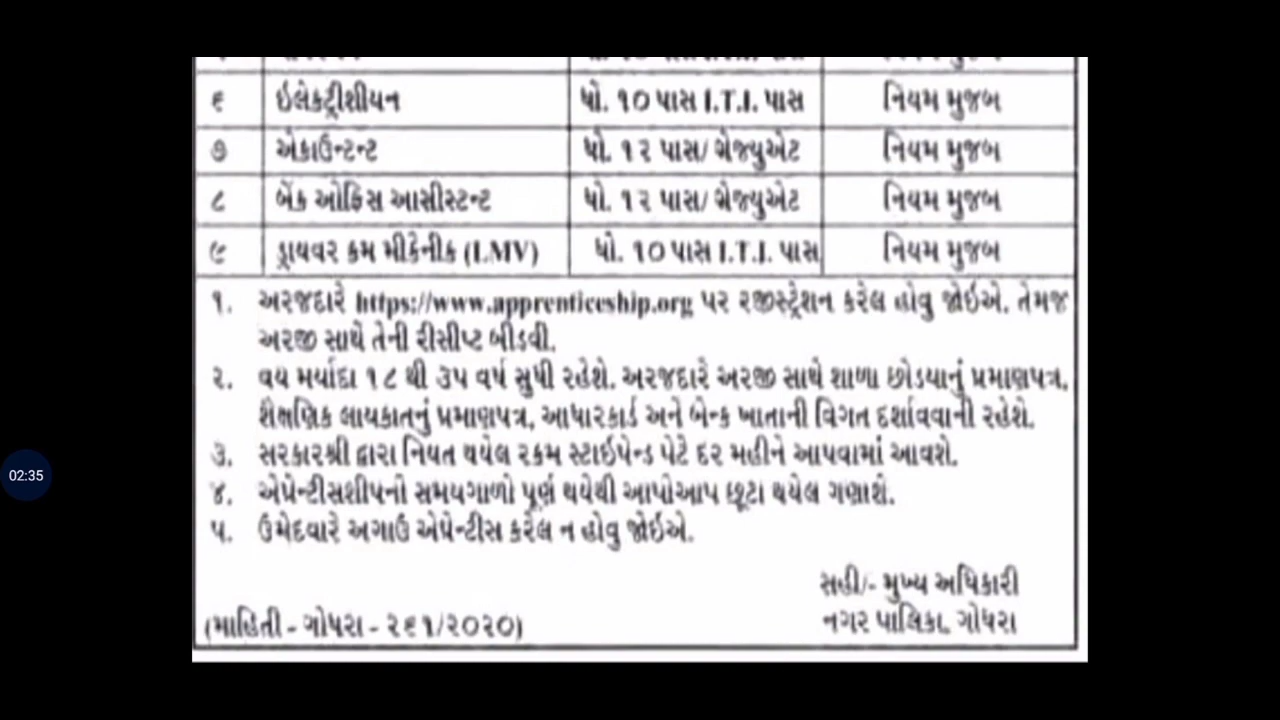 ૬ ઇલેક્ટ્રીશીયન ધો. ૧૦ પાસ I.T.I. પાસ નિયમ મુજબ
૭ એકાઉન્ટન્ટ ધો. ૧૨ પાસ/ ગ્રેજ્યુએટ નિયમ મુજબ
૮ બેંક ઓફિસ આસીસ્ટન્ટ ધો. ૧૨ પાસ/ ગ્રેજ્યુએટ નિયમ મુજબ
૯ ડ્રાયવર કમ મીકેનીક (LMV) ધો. ૧૦ પાસ I.T.I. પાસ નિયમ મુજબ
૧. અરજદારે https://www.apprenticeship.org પર રજીસ્ટ્રેશન કરેલ હોવુ જોઇએ. તેમજ
અરજી સાથે તેની રીસીપ્ટ બીડવી.
૨. વય મર્યાદા ૧૮ થી ૩૫ વર્ષ સુધી રહેશે. અરજદારે અરજી સાથે શાળા છોડયાનું પ્રમાણપત્ર,
શૈક્ષણિક લાયકાતનું પ્રમાણપત્ર, આધારકાર્ડ અને બેન્ક ખાતાની વિગત દર્શાવવાની રહેશે.
૩. સરકારશ્રી દ્વારા નિયત થયેલ રકમ સ્ટાઇપેન્ડ પેટે દર મહીને આપવામાં આવશે.
૪. એપ્રેન્ટીસશીપનો સમયગાળો પૂર્ણ થયેથી આપોઆપ છૂટા થયેલ ગણાશે.
૫. ઉમેદવારે અગાઉ એપ્રેન્ટીસ કરેલ ન હોવુ જોઇએ.
સહી/- મુખ્ય અધિકારી
નગર પાલિકા, ગોધરા
(માહિતી - ગોધરા - ૨૯૧/૨૦૨૦)
02:35